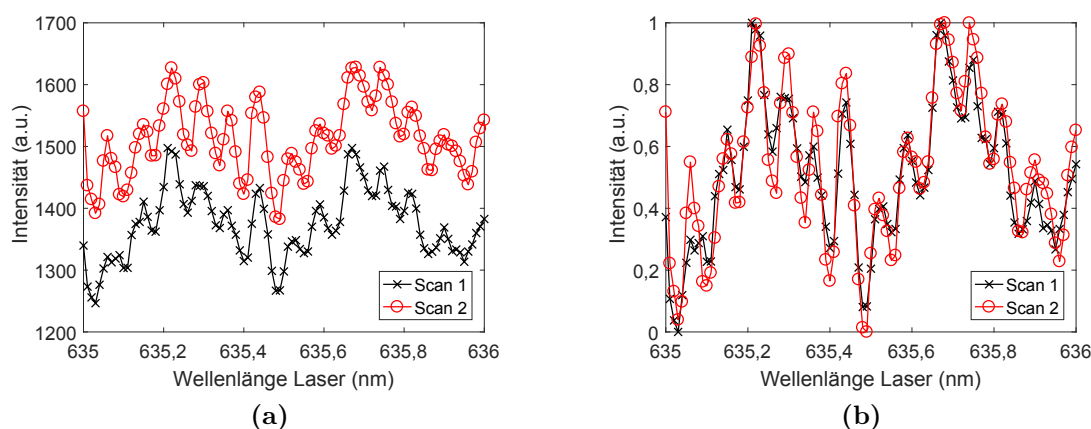 1700
1600
1500
1400
1300
1200
Intensität (a.u.)
635 635,2 635,4 635,6 635,8 636
Wellenlänge Laser (nm)
Scan 1
Scan 2
(a)
1
0,8
0,6
0,4
0,2
0
Intensität (a.u.)
635 635,2 635,4 635,6 635,8 636
Wellenlänge Laser (nm)
Scan 1
Scan 2
(b)